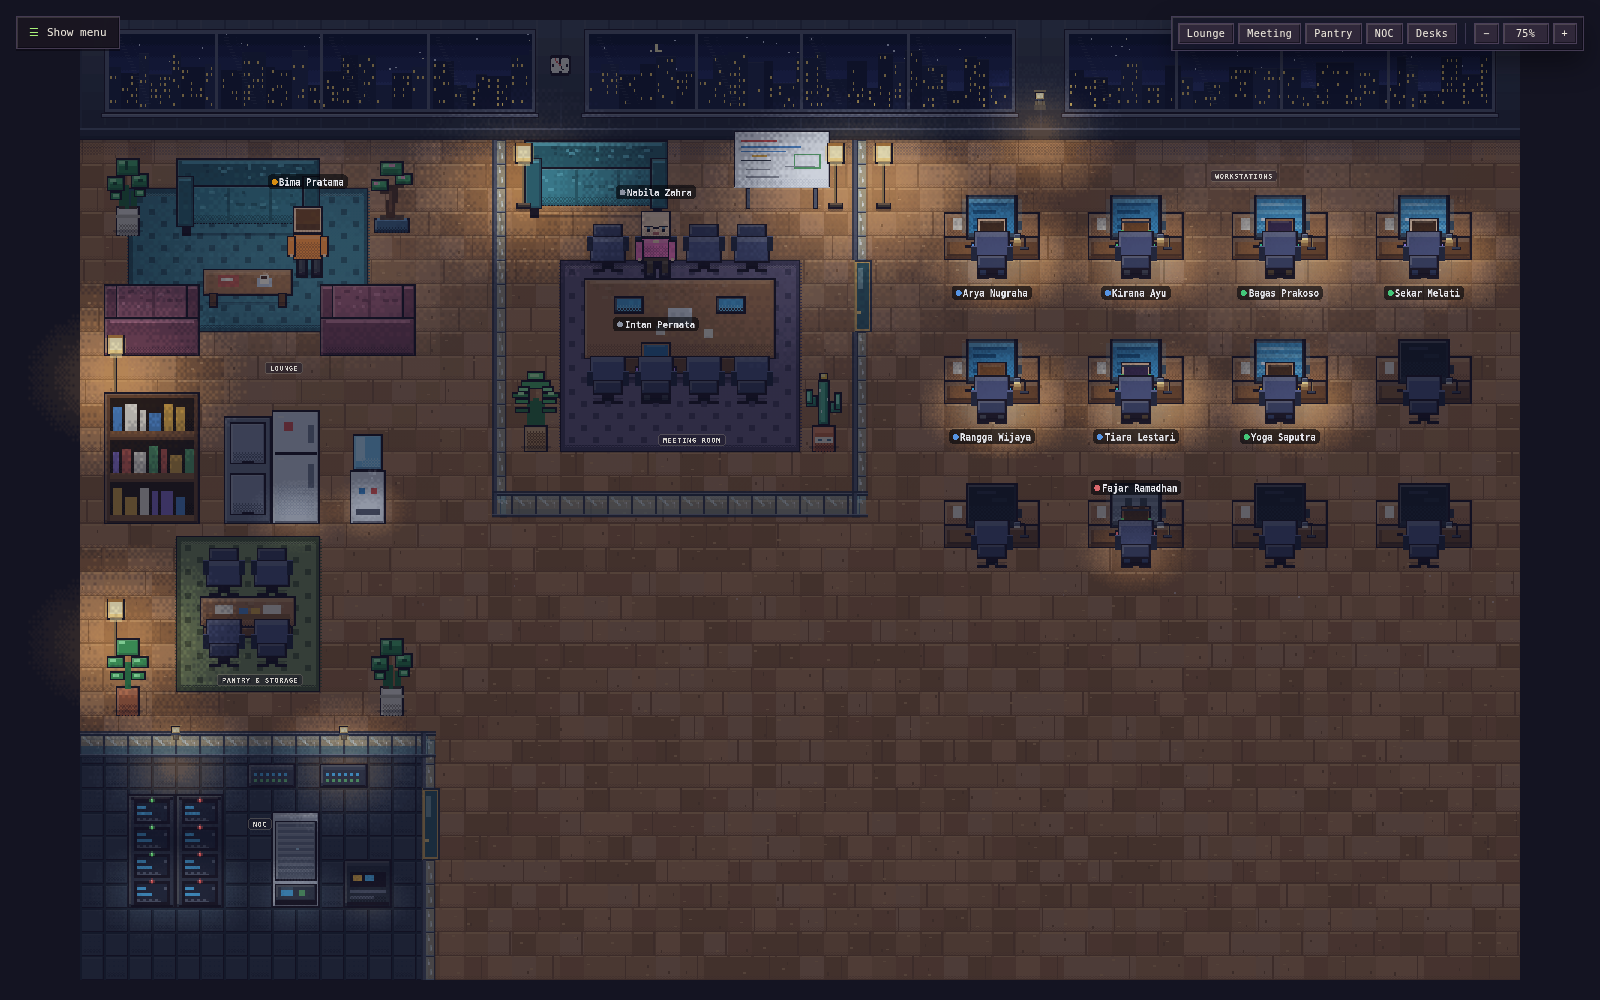 ☰ Show menu
Lounge Meeting Pantry NOC Desks − 75% +
Bima Pratama
Nabila Zahra
WORKSTATIONS
Arya Nugraha
Kirana Ayu
Bagas Prakoso
Sekar Melati
Intan Permata
LOUNGE
MEETING ROOM
Rangga Wijaya
Tiara Lestari
Yoga Saputra
Fajar Ramadhan
PANTRY & STORAGE
NOC